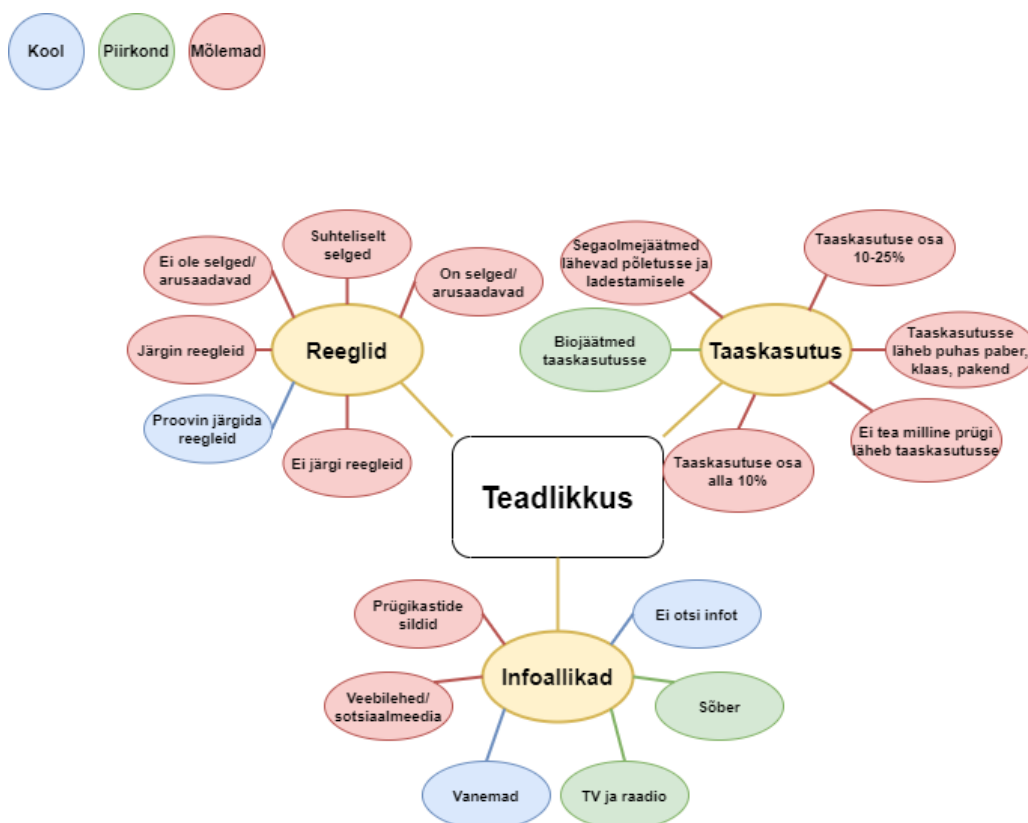 Kool
Piirkond
Mõlemad
Suhteliselt
selged
Ei ole selged/
arusaadavad
On selged/
arusaadavad
Järgin reegleid
Reeglid
Proovin järgida
reegleid
Ei järgi reegleid
Segaolmejäätmed
lähevad põletusse ja
ladestamisele
Taaskasutuse osa
10-25%
Biojäätmed
taaskasutusse
Taaskasutus
Taaskasutusse
läheb puhas paber,
klaas, pakend
Ei tea milline prügi
läheb taaskasutusse
Taaskasutuse osa
alla 10%
Teadlikkus
Prügikastide
sildid
Ei otsi infot
Infoallikad
Veebilehed/
sotsiaalmeedia
Sõber
Vanemad
TV ja raadio